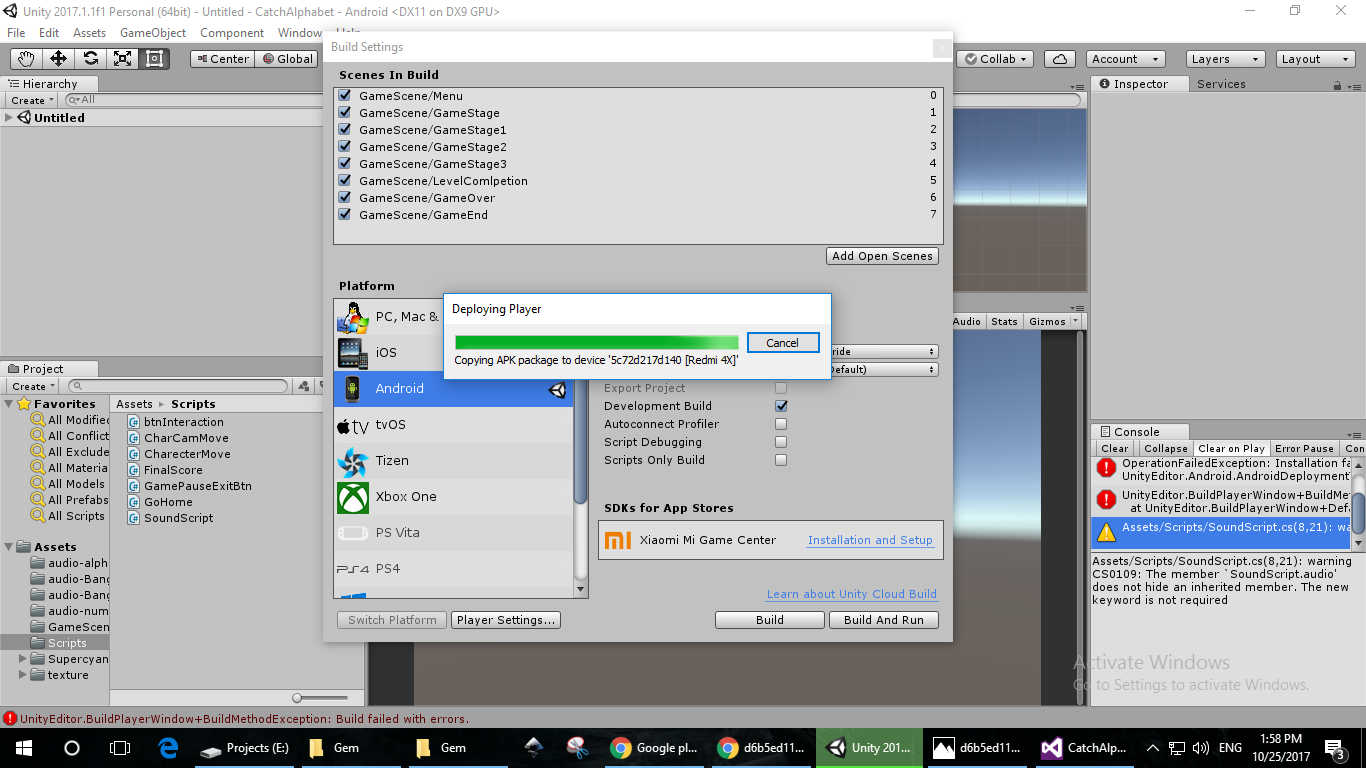 Unity 2017.1.1f1 Personal (64bit) - Untitled - CatchAlphabet - Android <DX11 on DX9 GPU>
File Edit Assets GameObject Component Window Help
Center Global Collab Account Layers Layout
Build Settings
Hierarchy
Create All
Untitled
Scenes In Build
GameScene/Menu 0
GameScene/GameStage 1
GameScene/GameStage1 2
GameScene/GameStage2 3
GameScene/GameStage3 4
GameScene/LevelComlpetion 5
GameScene/GameOver 6
GameScene/GameEnd 7
Add Open Scenes
Platform
PC, Mac &
iOS
Android
tvOS
Tizen
Xbox One
PS Vita
PS4
Deploying Player
Cancel
Copying APK package to device '5c72d217d140 [Redmi 4X]'
ride
Default)
Export Project
Development Build
Autoconnect Profiler
Script Debugging
Scripts Only Build
SDKs for App Stores
Xiaomi Mi Game Center Installation and Setup
Learn about Unity Cloud Build
Switch Platform Player Settings... Build Build And Run
Audio Stats Gizmos
Inspector Services
Project
Create
Favorites
All Modified
All Conflict
All Exclude
All Materia
All Models
All Prefabs
All Scripts
Assets
audio-alph
audio-Bang
audio-Bang
audio-num
GameScen
Scripts
Supercyan
texture
Assets ▸ Scripts
btnInteraction
CharCamMove
CharecterMove
FinalScore
GamePauseExitBtn
GoHome
SoundScript
Console
Clear Collapse Clear on Play Error Pause Con
OperationFailedException: Installation fa
UnityEditor.Android.AndroidDeployment
UnityEditor.BuildPlayerWindow+BuildMe
at UnityEditor.BuildPlayerWindow+Def
Assets/Scripts/SoundScript.cs(8,21): wa
Assets/Scripts/SoundScript.cs(8,21): warning
CS0109: The member `SoundScript.audio'
does not hide an inherited member. The new
keyword is not required
Activate Windows
Go to Settings to activate Windows.
UnityEditor.BuildPlayerWindow+BuildMethodException: Build failed with errors.
Projects (E:) Gem Gem Google pl... d6b5ed11... Unity 201... d6b5ed11... CatchAlph... ENG 1:58 PM
10/25/2017 3